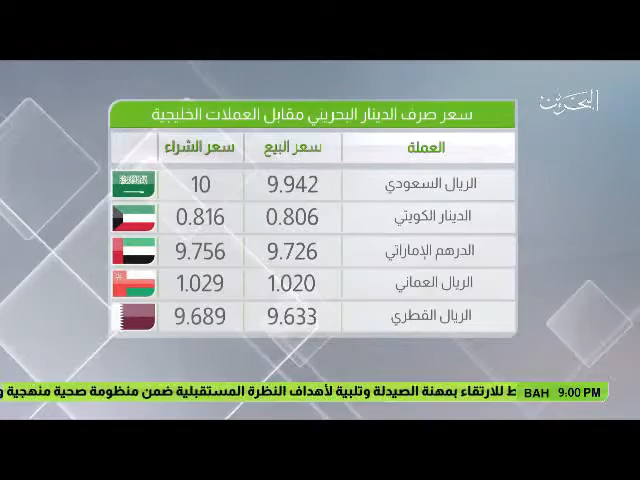 البحرين
سعر صرف الدينار البحريني مقابل العملات الخليجية
العملة سعر البيع سعر الشراء
الريال السعودي 9.942 10
الدينار الكويتي 0.806 0.816
الدرهم الإماراتي 9.726 9.756
الريال العماني 1.020 1.029
الريال القطري 9.633 9.689
ط للارتقاء بمهنة الصيدلة وتلبية لأهداف النظرة المستقبلية ضمن منظومة صحية منهجية و
BAH 9:00 PM